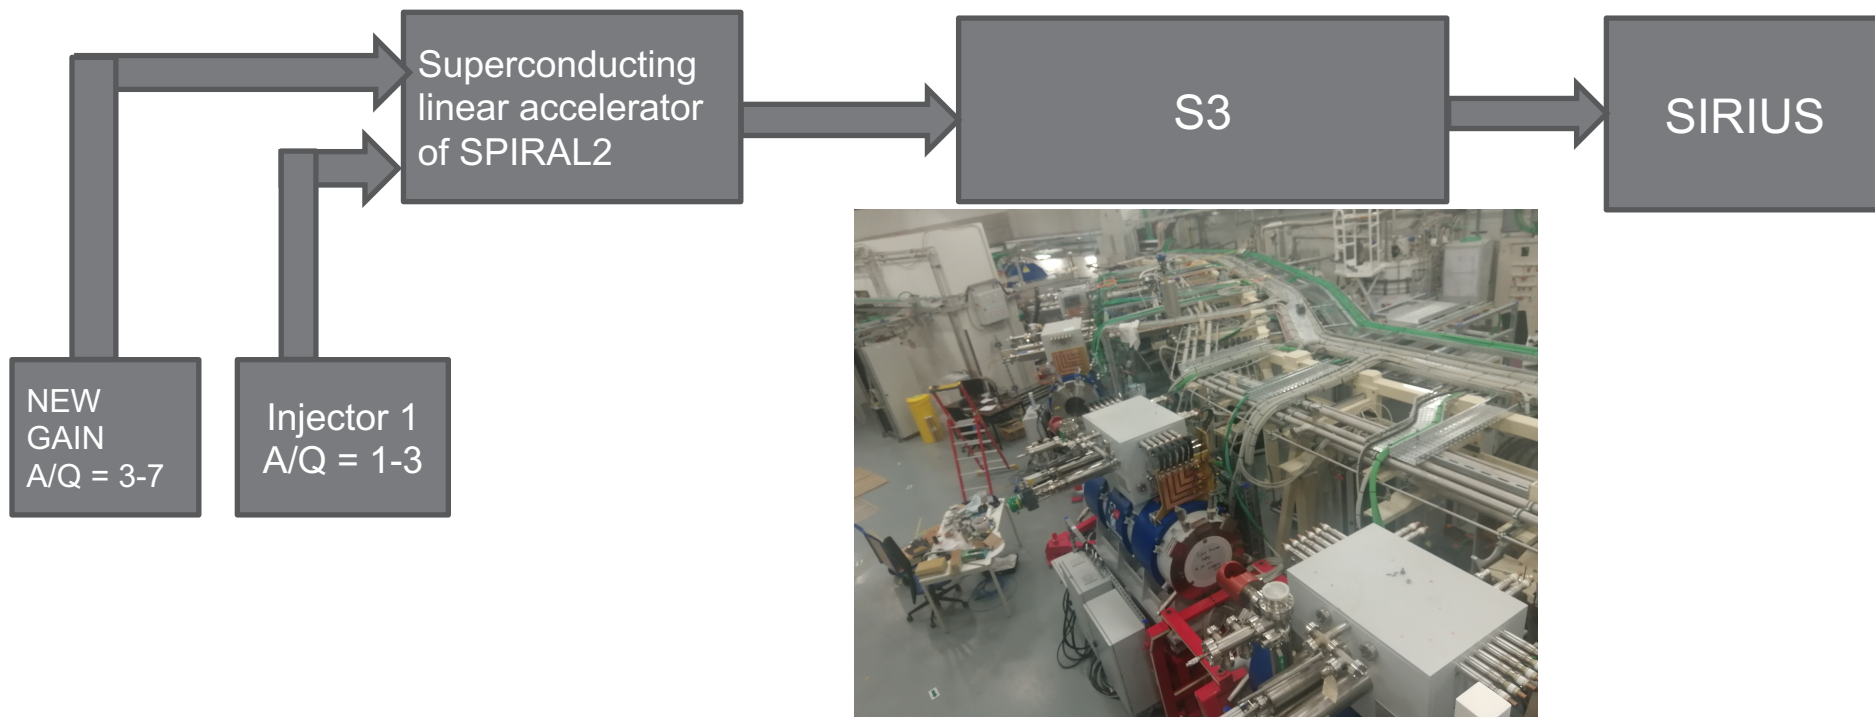 Superconducting
linear accelerator
of SPIRAL2
S3
SIRIUS
NEW
GAIN
A/Q = 3-7
Injector 1
A/Q = 1-3